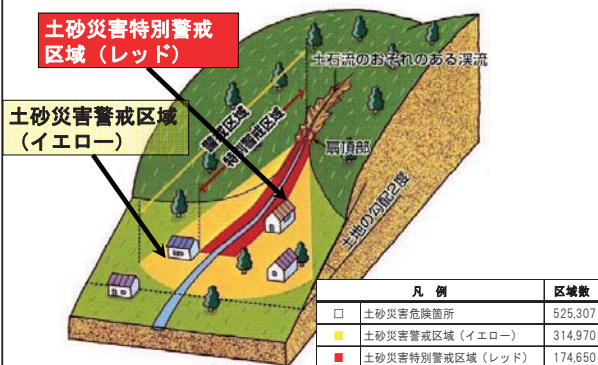 土砂災害特別警戒
区域（レッド）
土石流のおそれのある渓流
土砂災害警戒区域
（イエロー）
警戒区域
特別警戒区域
扇頂部
土地の勾配2度
凡 例 区域数
□ 土砂災害危険箇所 525,307
■ 土砂災害警戒区域（イエロー） 314,970
■ 土砂災害特別警戒区域（レッド） 174,650